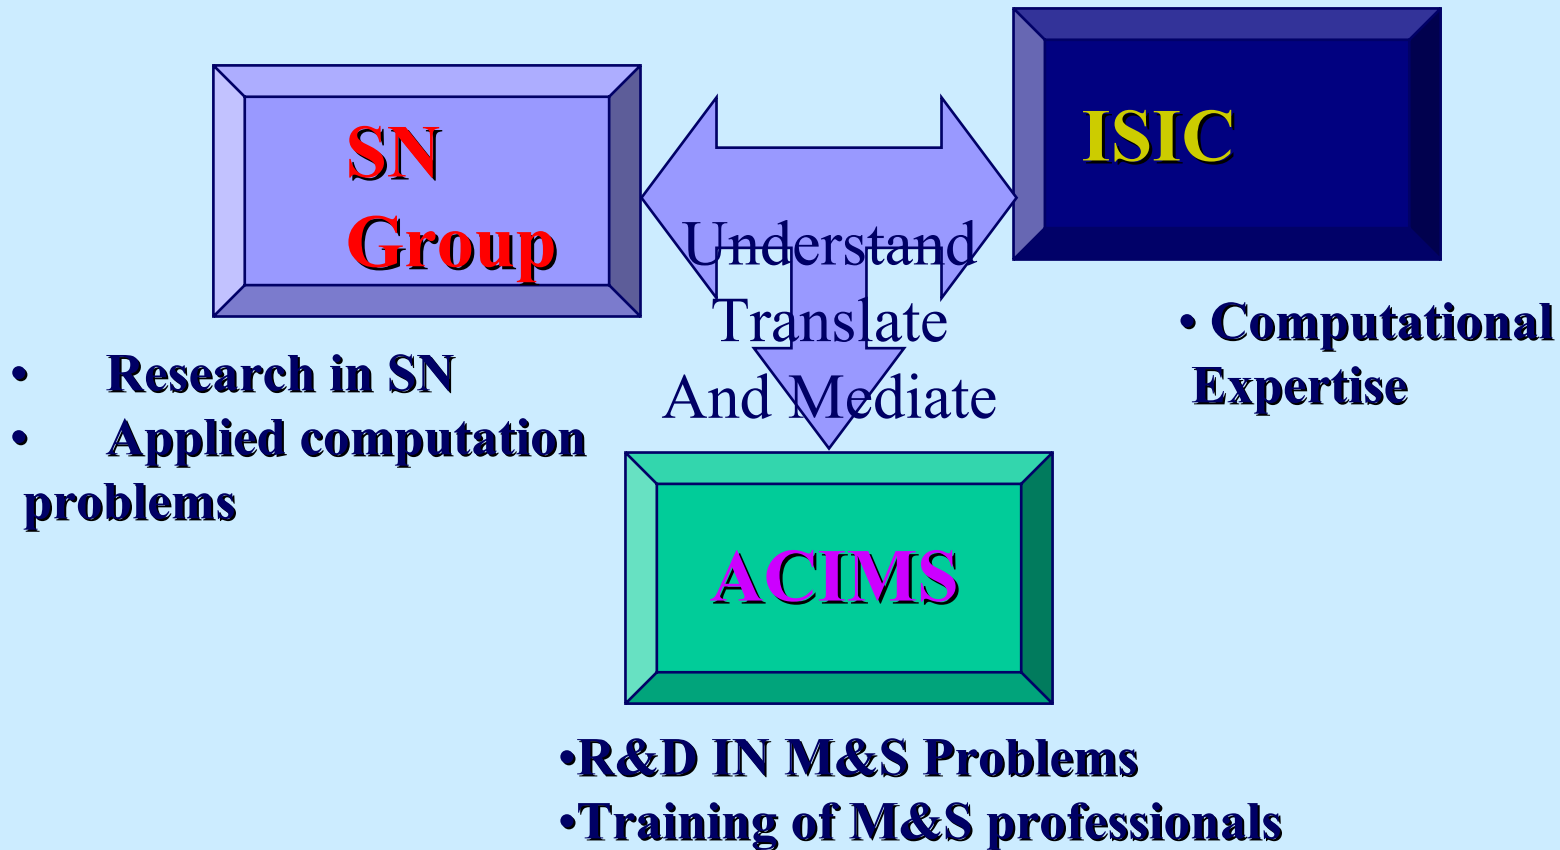 SN
Group
ISIC
Understand
Translate
And Mediate
• Computational
Expertise
• Research in SN
• Applied computation
problems
ACIMS
•R&D IN M&S Problems
•Training of M&S professionals